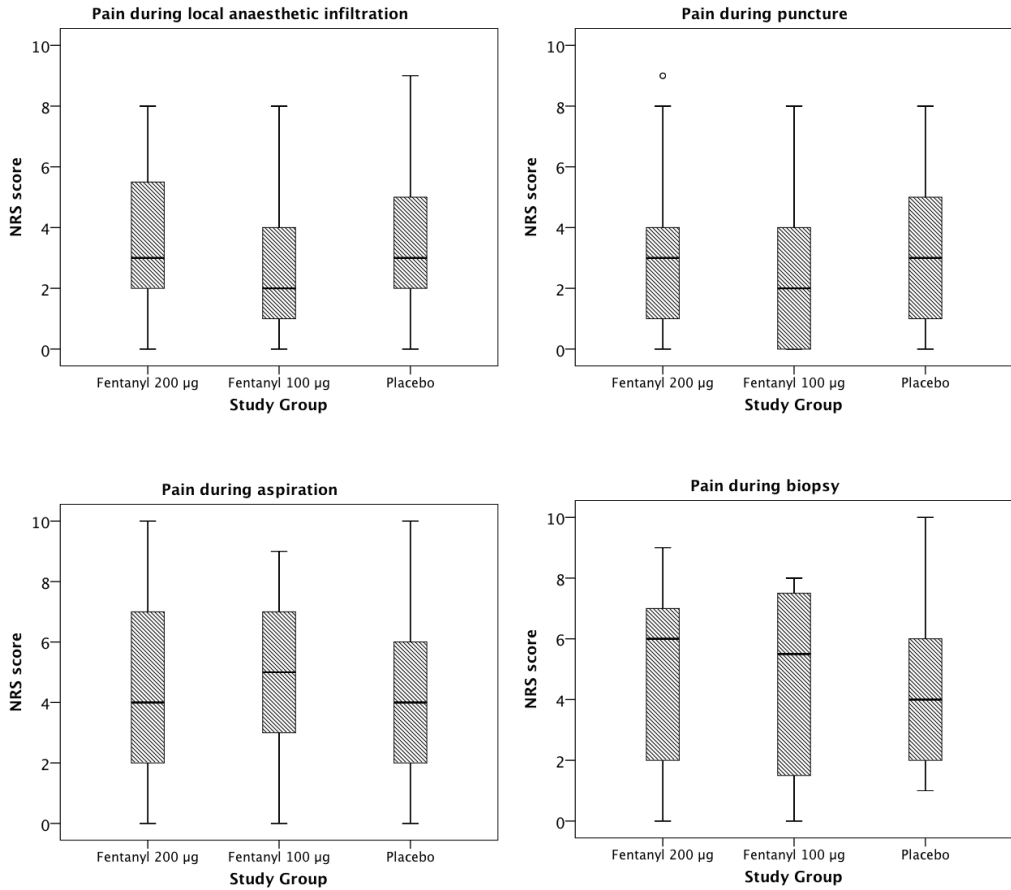 Pain during local anaesthetic infiltration
10
8
6
4
2
0
NRS score
Fentanyl 200 µg Fentanyl 100 µg Placebo
Study Group
Pain during puncture
10
8
6
4
2
0
NRS score
Fentanyl 200 µg Fentanyl 100 µg Placebo
Study Group
Pain during aspiration
10
8
6
4
2
0
NRS score
Fentanyl 200 µg Fentanyl 100 µg Placebo
Study Group
Pain during biopsy
10
8
6
4
2
0
NRS score
Fentanyl 200 µg Fentanyl 100 µg Placebo
Study Group